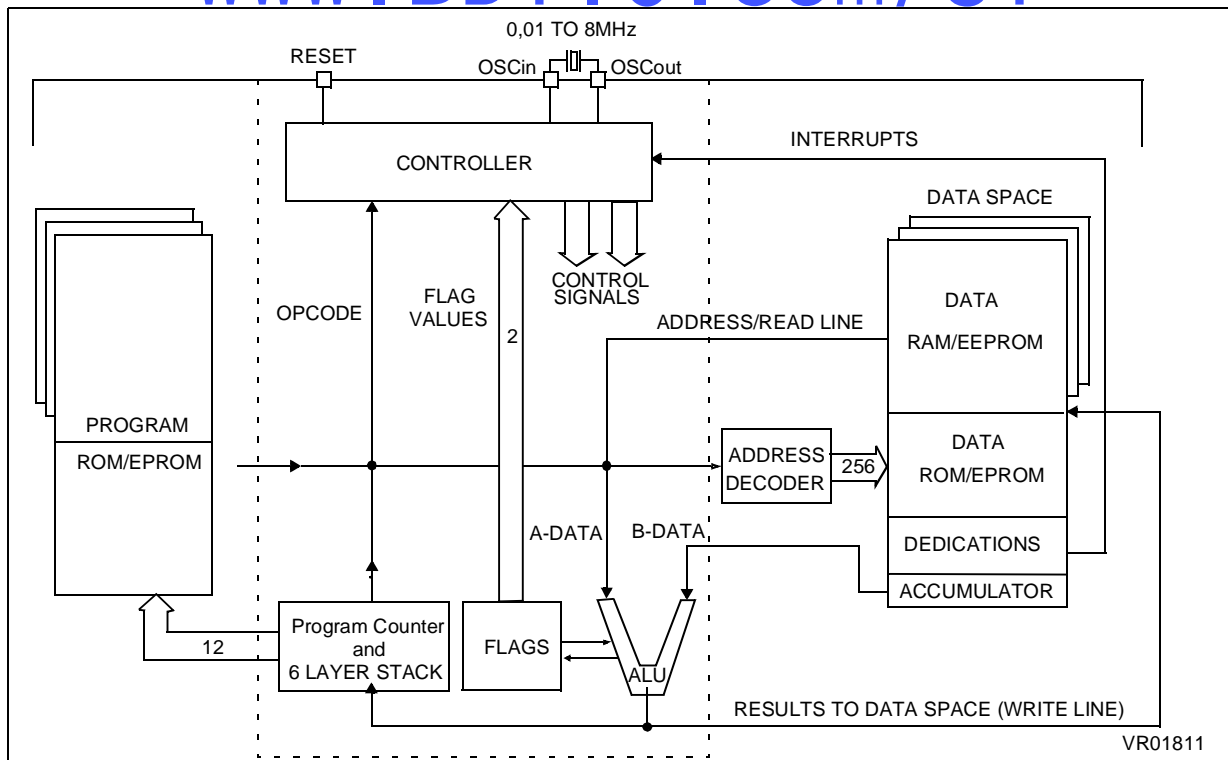 0,01 TO 8MHz
RESET
OSCin
OSCout
INTERRUPTS
CONTROLLER
DATA SPACE
OPCODE
FLAG
VALUES
2
CONTROL
SIGNALS
ADDRESS/READ LINE
DATA
RAM/EEPROM
PROGRAM
ROM/EPROM
ADDRESS
DECODER
256
DATA
ROM/EPROM
A-DATA
B-DATA
DEDICATIONS
ACCUMULATOR
12
Program Counter
and
6 LAYER STACK
FLAGS
ALU
RESULTS TO DATA SPACE (WRITE LINE)
VR01811